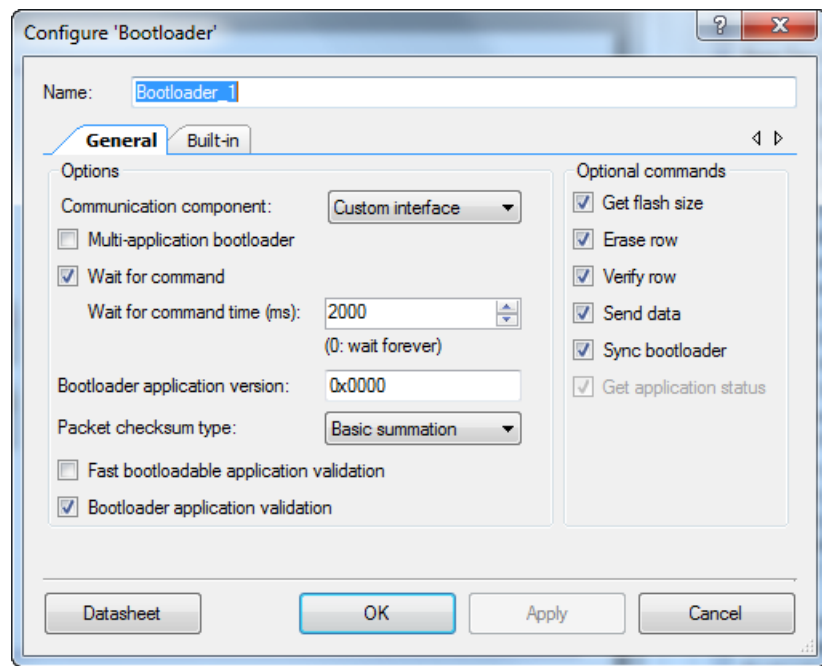 Configure 'Bootloader'
Name: Bootloader_1
General Built-in
Options
Communication component: Custom interface
Multi-application bootloader
Wait for command
Wait for command time (ms): 2000
(0: wait forever)
Bootloader application version: 0x0000
Packet checksum type: Basic summation
Fast bootloadable application validation
Bootloader application validation
Optional commands
Get flash size
Erase row
Verify row
Send data
Sync bootloader
Get application status
Datasheet OK Apply Cancel